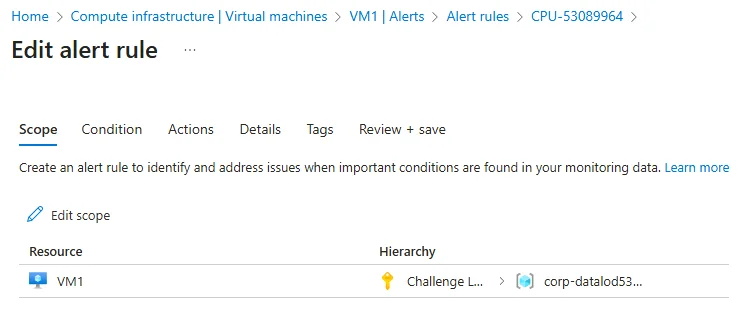 Home > Compute infrastructure | Virtual machines > VM1 | Alerts > Alert rules > CPU-53089964 >
Edit alert rule ...
Scope Condition Actions Details Tags Review + save
Create an alert rule to identify and address issues when important conditions are found in your monitoring data. Learn more
Edit scope
Resource Hierarchy
VM1 Challenge L... > corp-datalod53...